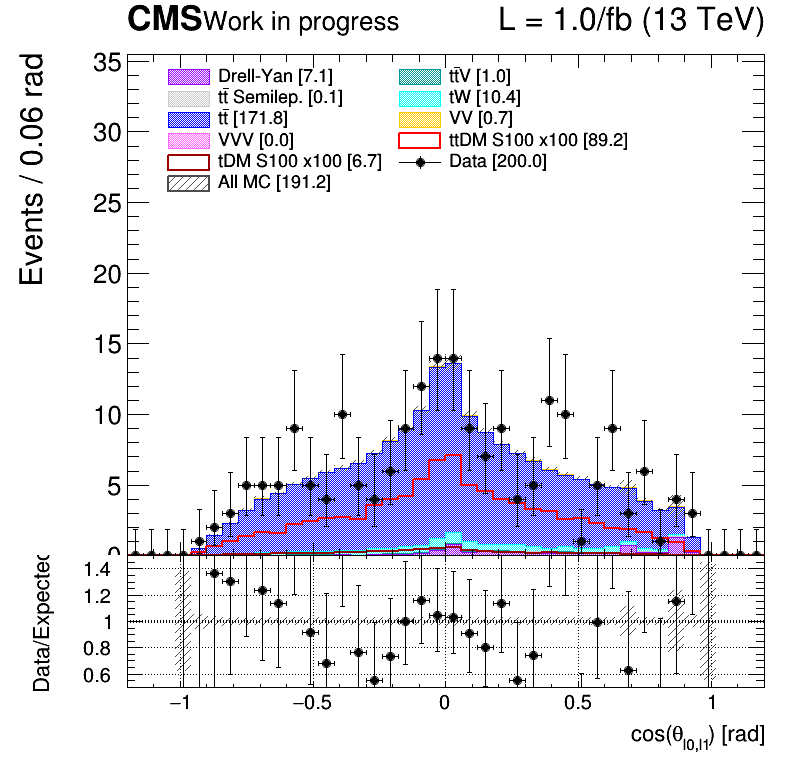 CMS Work in progress L = 1.0/fb (13 TeV)
Events / 0.06 rad
35
30
25
20
15
10
5
0
Drell-Yan [7.1] tt̄V [1.0]
tt̄ Semilep. [0.1] tW [10.4]
tt̄ [171.8] VV [0.7]
VVV [0.0] ttDM S100 x100 [89.2]
tDM S100 x100 [6.7] Data [200.0]
All MC [191.2]
Data/Expected
1.4
1.2
1
0.8
0.6
−1 −0.5 0 0.5 1
cos(θl0,l1) [rad]